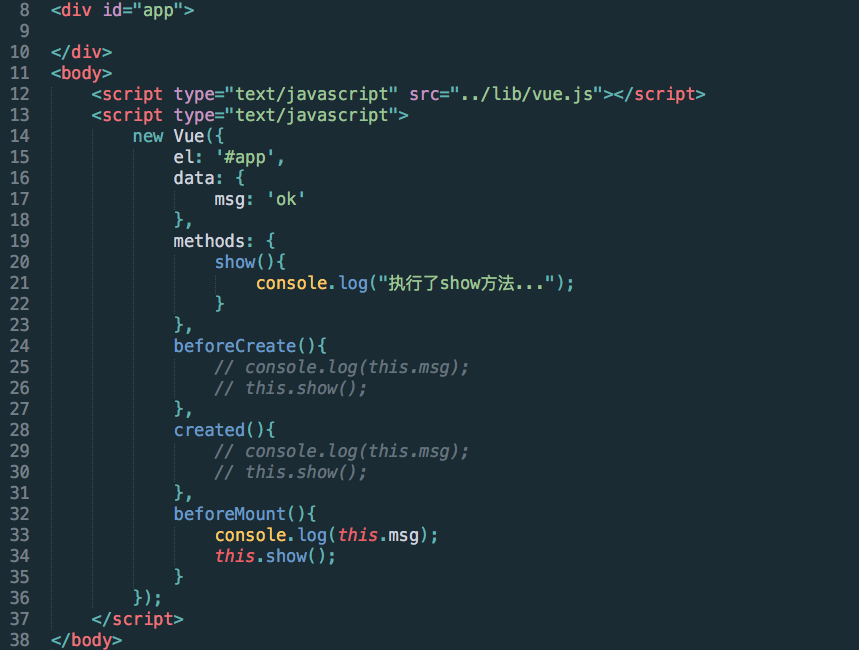 8 <div id="app">
9
10 </div>
11 <body>
12     <script type="text/javascript" src="../lib/vue.js"></script>
13     <script type="text/javascript">
14         new Vue({
15             el: '#app',
16             data: {
17                 msg: 'ok'
18             },
19             methods: {
20                 show(){
21                     console.log("执行了show方法...");
22                 }
23             },
24             beforeCreate(){
25                 // console.log(this.msg);
26                 // this.show();
27             },
28             created(){
29                 // console.log(this.msg);
30                 // this.show();
31             },
32             beforeMount(){
33                 console.log(this.msg);
34                 this.show();
35             }
36         });
37     </script>
38 </body>